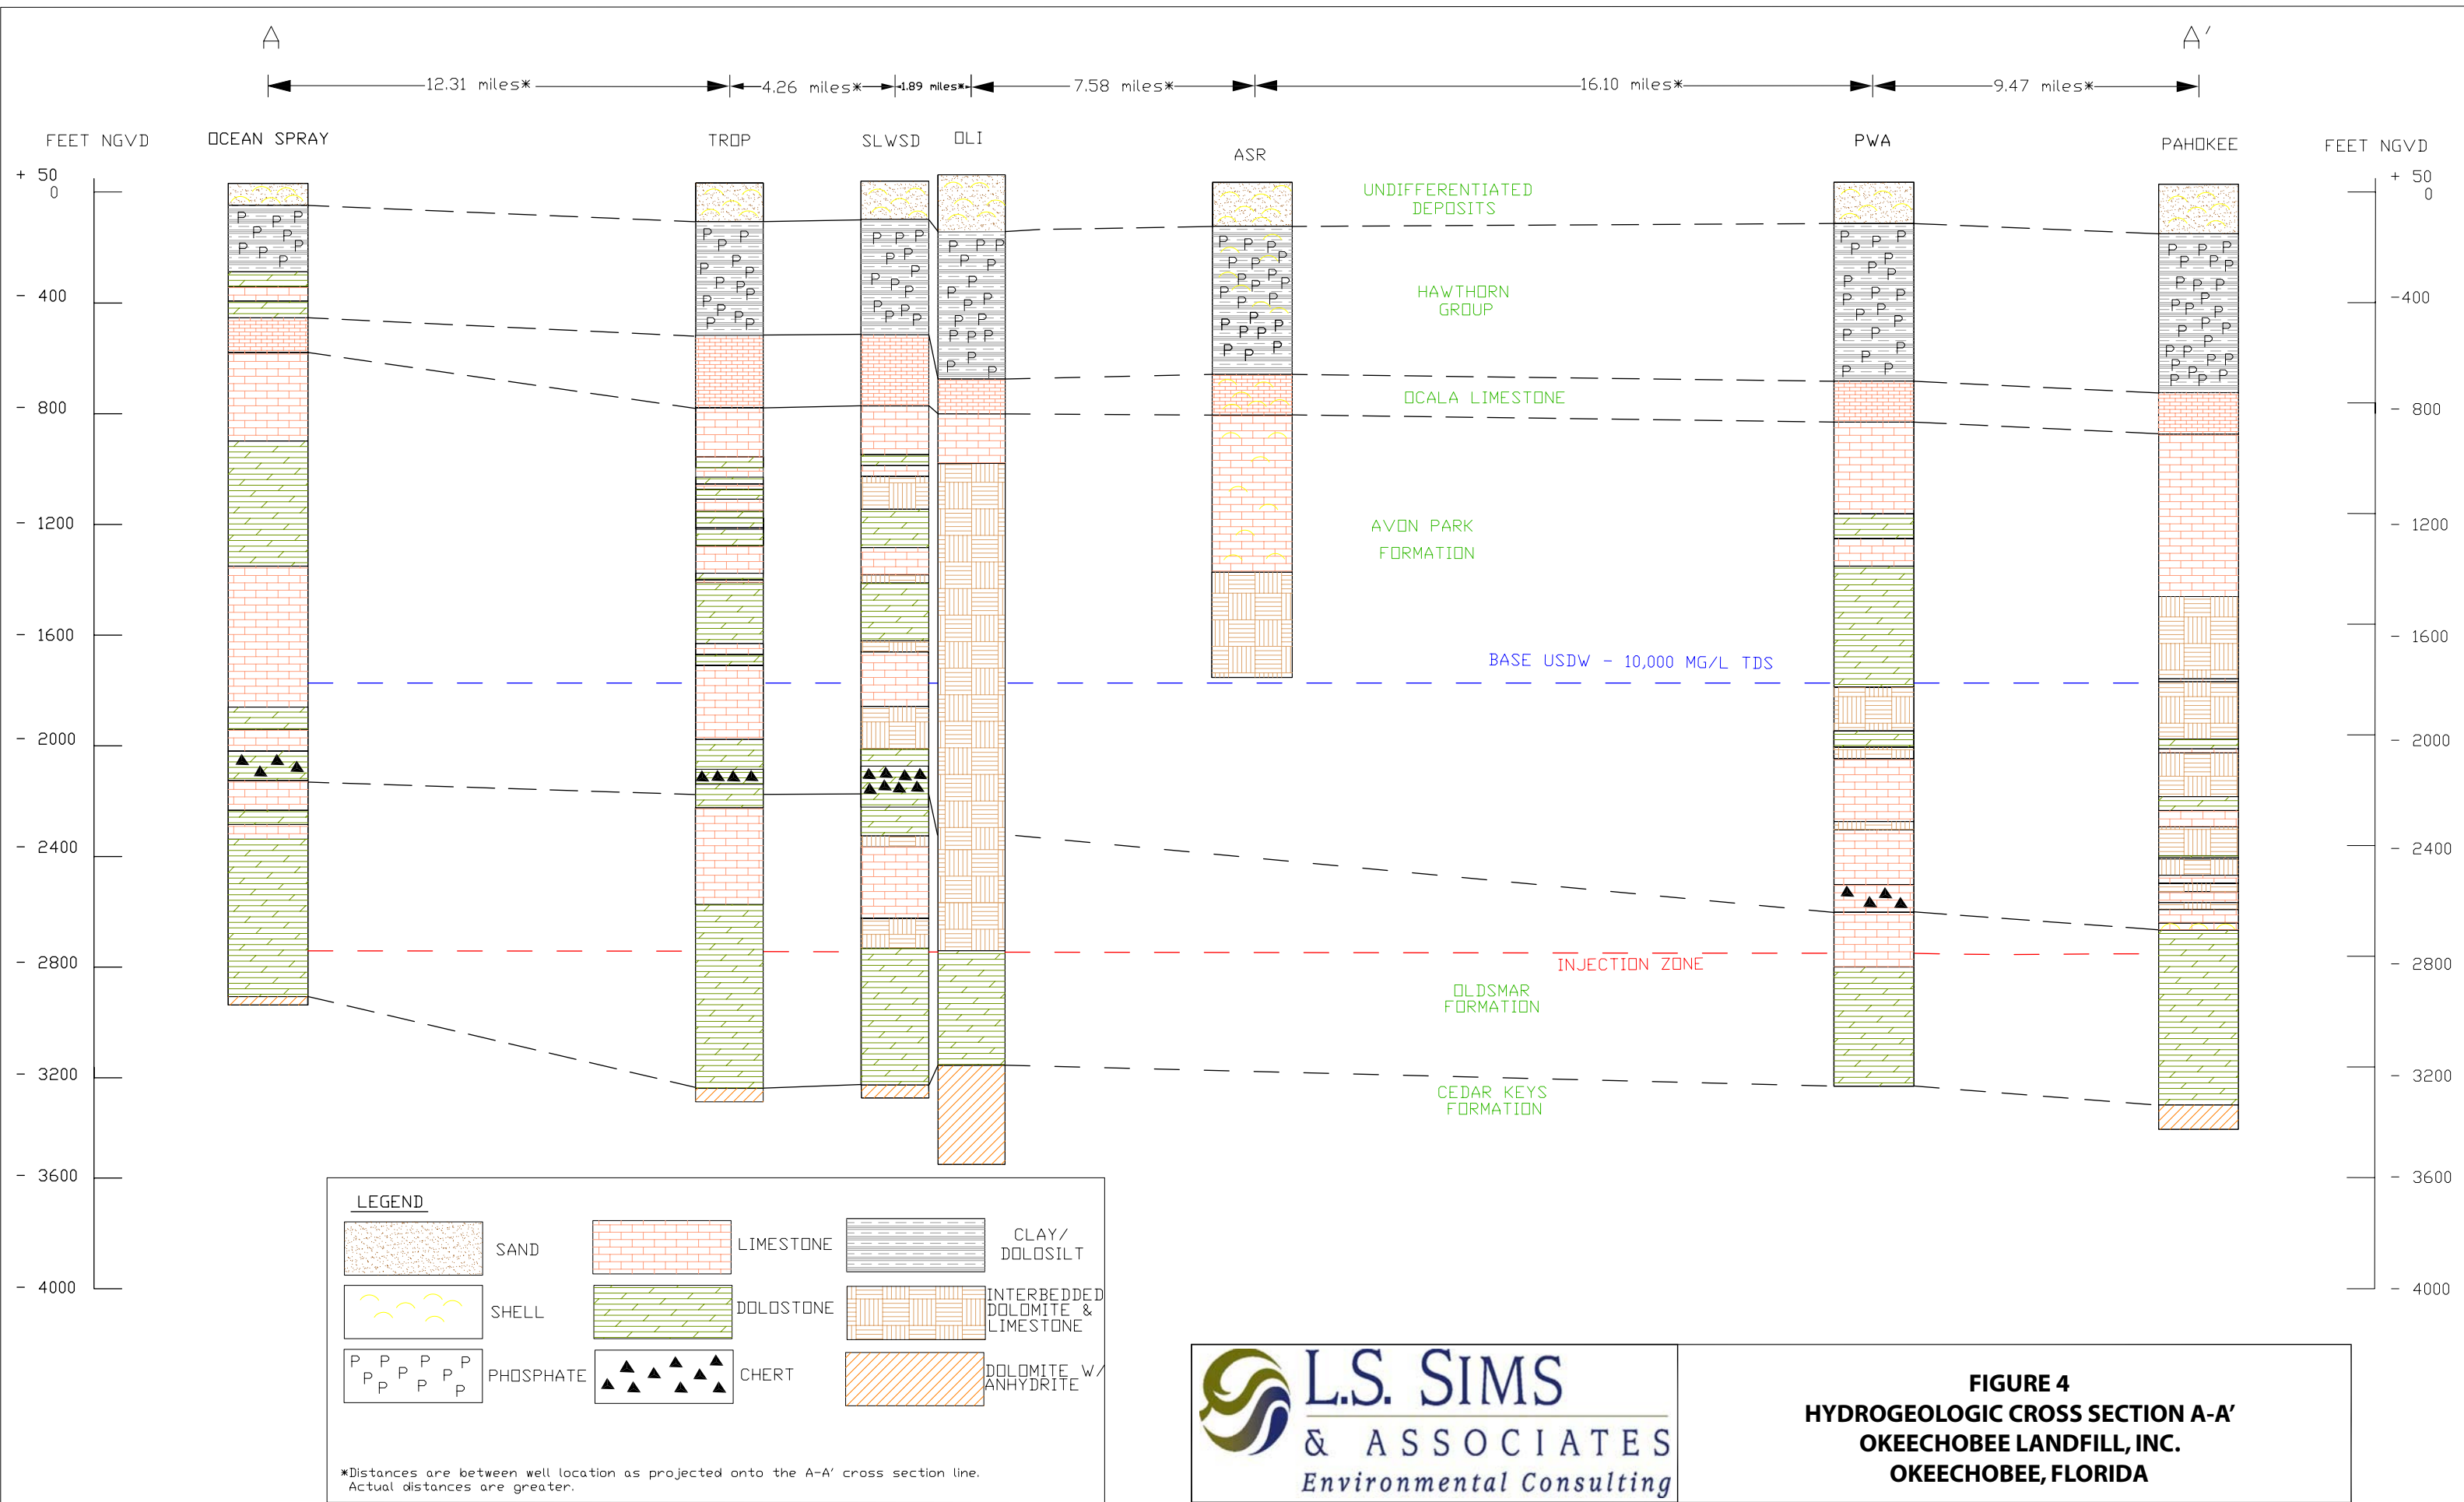 A
A'
12.31 miles*
4.26 miles*
1.89 miles*
7.58 miles*
16.10 miles*
9.47 miles*
FEET NGVD
OCEAN SPRAY
TROP
SLWSD
OLI
ASR
PWA
PAHOKEE
FEET NGVD
+ 50
0
- 400
- 800
- 1200
- 1600
- 2000
- 2400
- 2800
- 3200
- 3600
- 4000
UNDIFFERENTIATED
DEPOSITS
HAWTHORN
GROUP
OCALA LIMESTONE
AVON PARK
FORMATION
BASE USDW - 10,000 MG/L TDS
INJECTION ZONE
OLDSMAR
FORMATION
CEDAR KEYS
FORMATION
+ 50
0
-400
- 800
- 1200
- 1600
- 2000
- 2400
- 2800
- 3200
- 3600
- 4000
LEGEND
SAND
LIMESTONE
CLAY/
DOLOSILT
SHELL
DOLOSTONE
INTERBEDDED
DOLOMITE &
LIMESTONE
PHOSPHATE
CHERT
DOLOMITE W/
ANHYDRITE
*Distances are between well location as projected onto the A-A' cross section line.
Actual distances are greater.
L.S. SIMS
& ASSOCIATES
Environmental Consulting
FIGURE 4
HYDROGEOLOGIC CROSS SECTION A-A'
OKEECHOBEE LANDFILL, INC.
OKEECHOBEE, FLORIDA